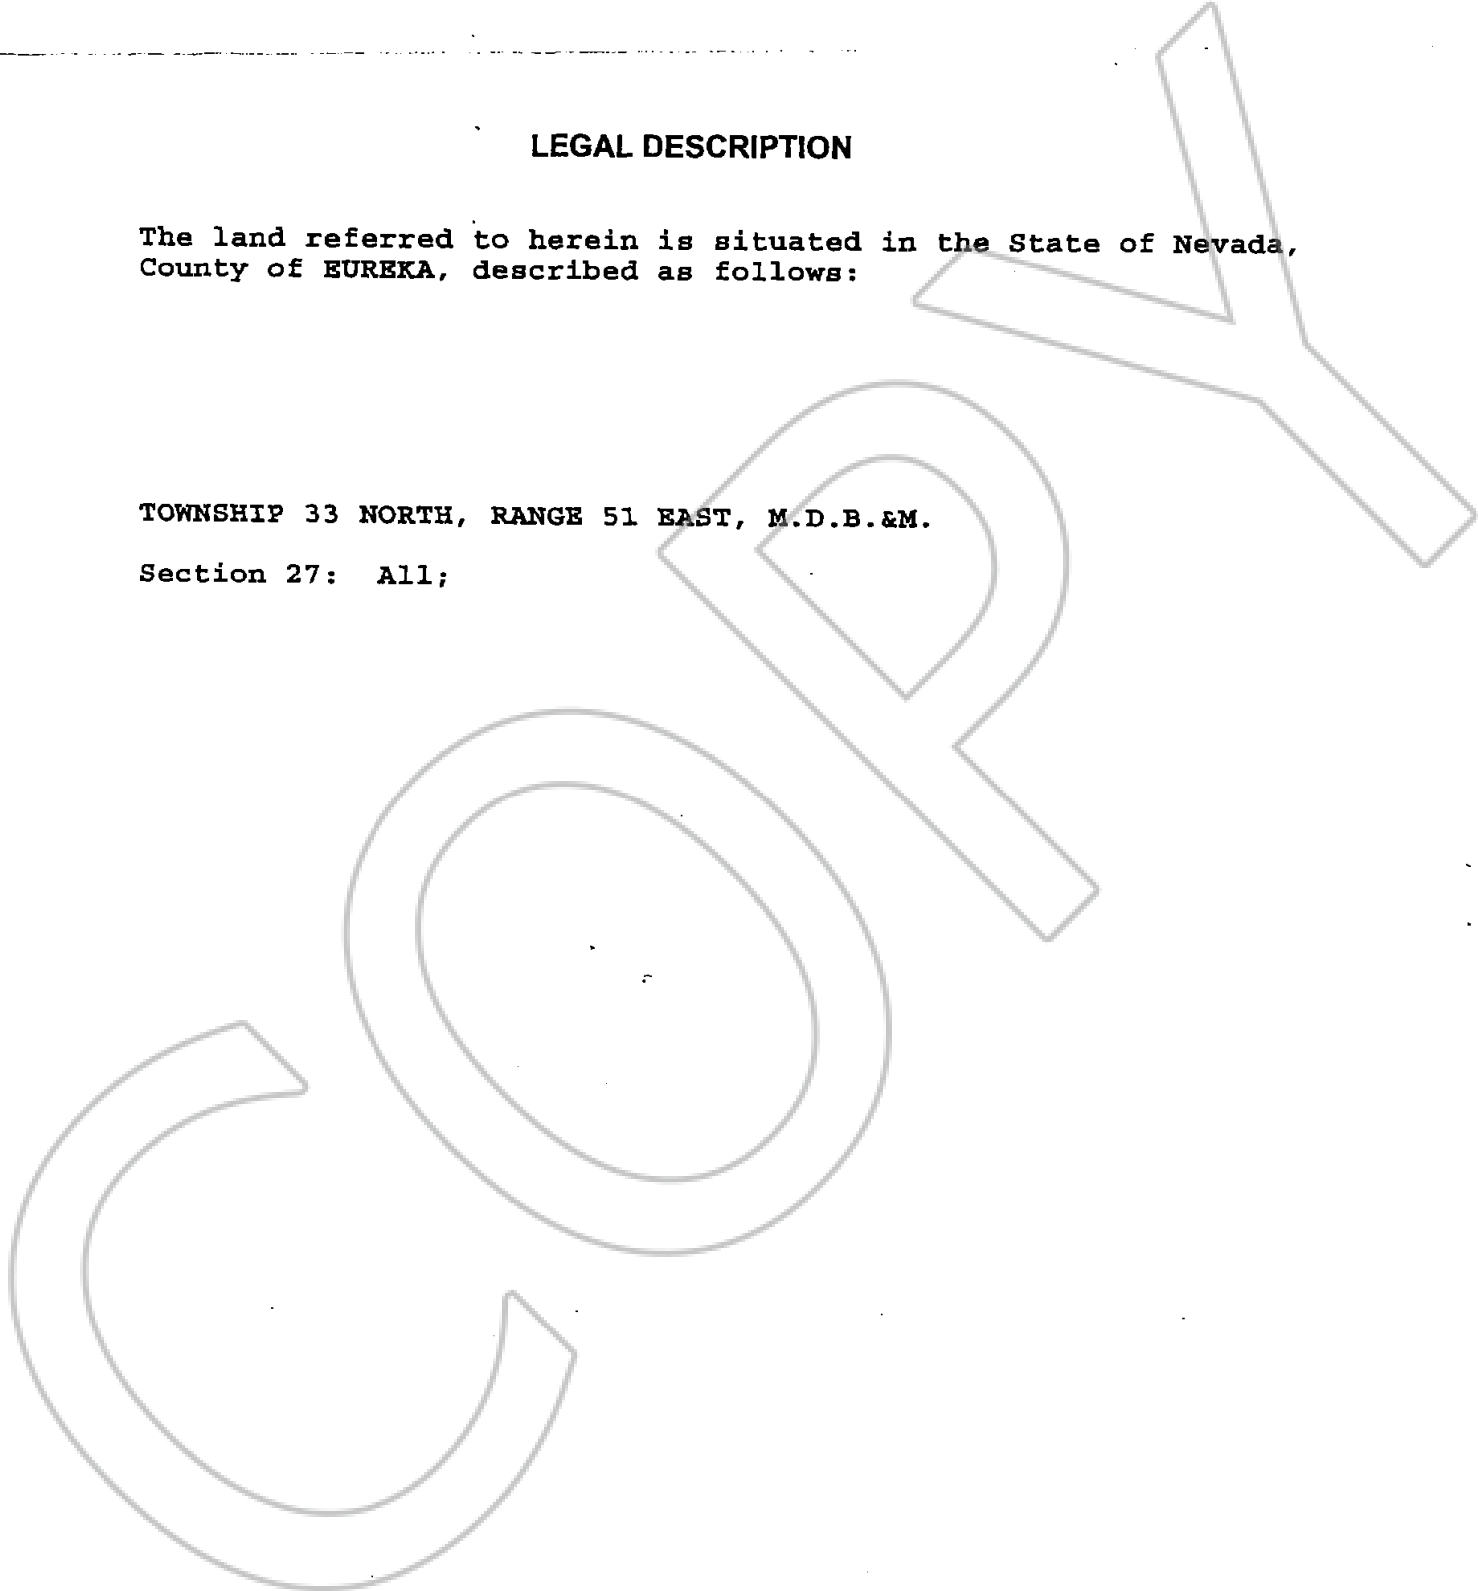 LEGAL DESCRIPTION
The land referred to herein is situated in the State of Nevada,
County of EUREKA, described as follows:
TOWNSHIP 33 NORTH, RANGE 51 EAST, M.D.B.&M.
Section 27:  All;
COPY